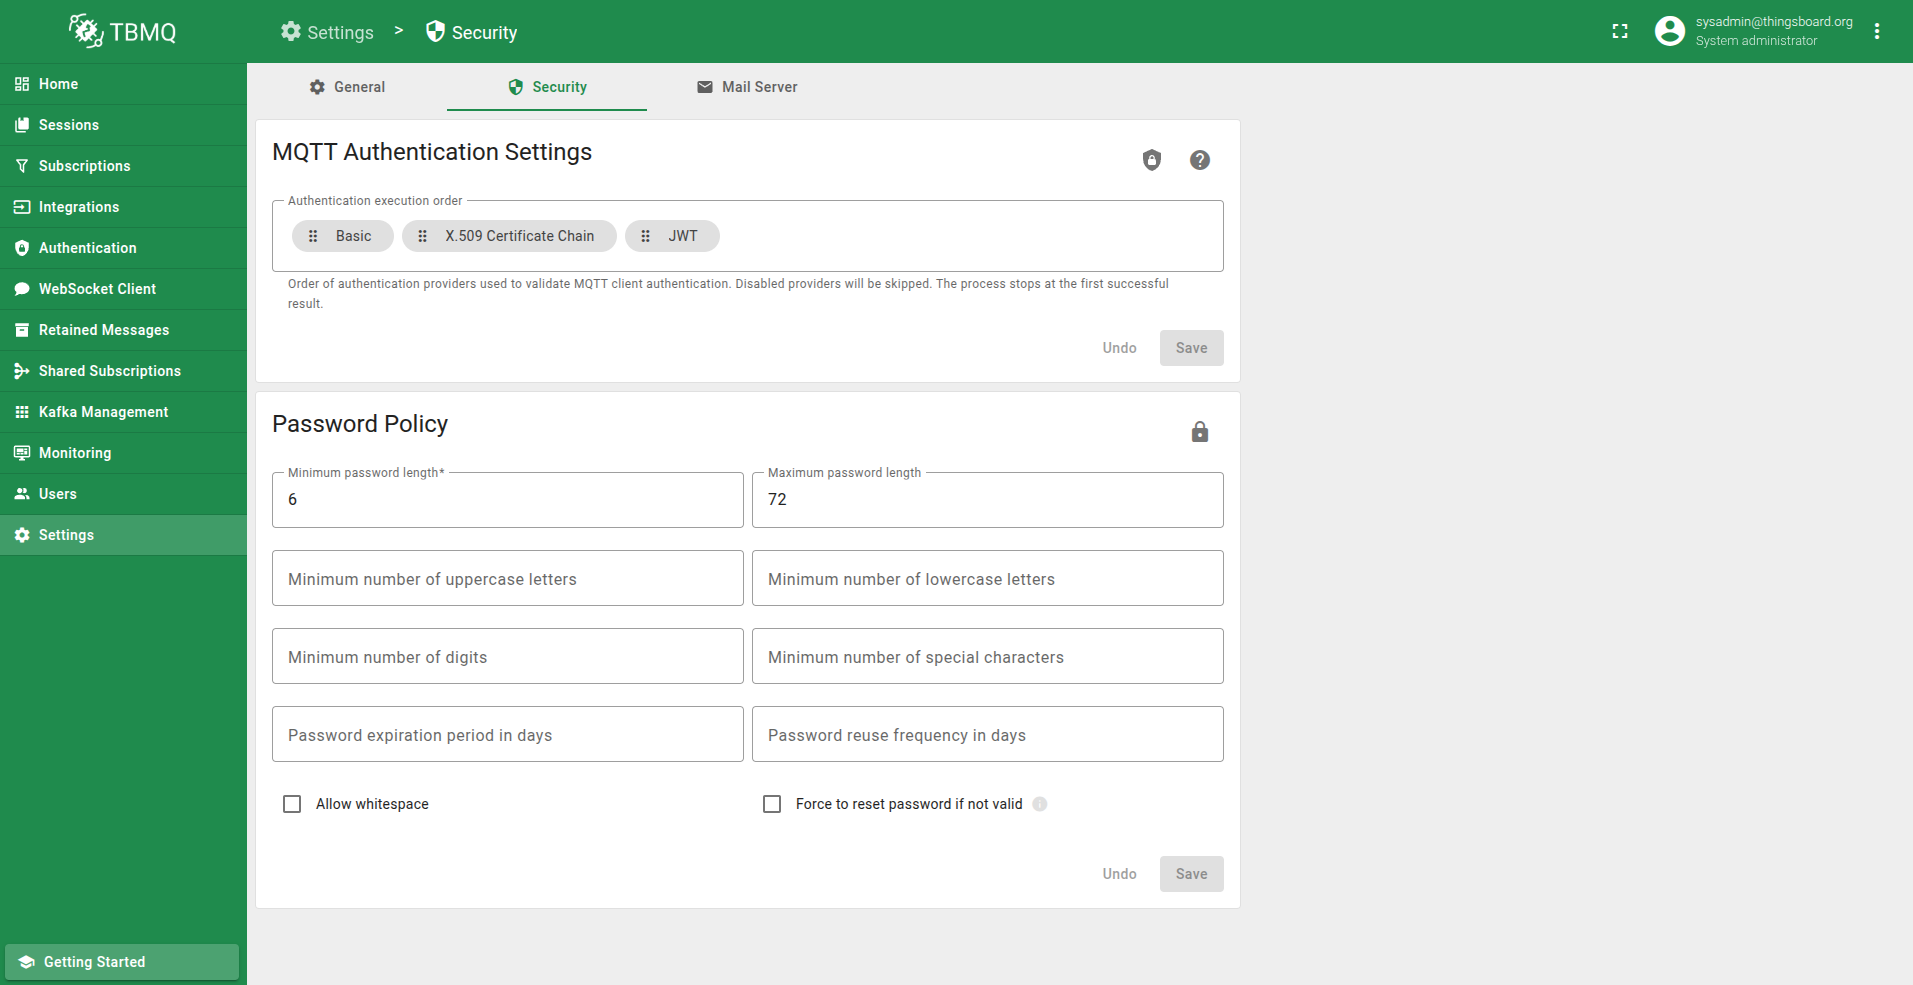 TBMQ
Settings > Security
sysadmin@thingsboard.org
System administrator
Home
Sessions
Subscriptions
Integrations
Authentication
WebSocket Client
Retained Messages
Shared Subscriptions
Kafka Management
Monitoring
Users
Settings
Getting Started
General
Security
Mail Server
MQTT Authentication Settings
Authentication execution order
Basic
X.509 Certificate Chain
JWT
Order of authentication providers used to validate MQTT client authentication. Disabled providers will be skipped. The process stops at the first successful
result.
Undo
Save
Password Policy
Minimum password length*
6
Maximum password length
72
Minimum number of uppercase letters
Minimum number of lowercase letters
Minimum number of digits
Minimum number of special characters
Password expiration period in days
Password reuse frequency in days
Allow whitespace
Force to reset password if not valid
Undo
Save